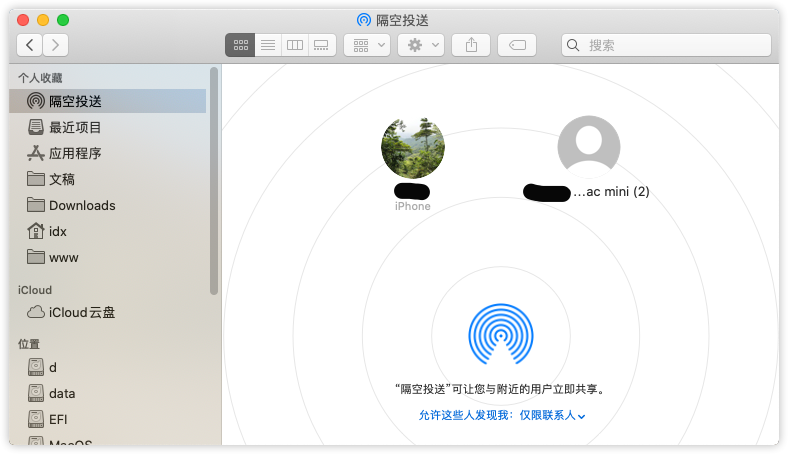 隔空投送
搜索
个人收藏
隔空投送
最近项目
应用程序
文稿
Downloads
idx
www
iCloud
iCloud云盘
位置
d
data
EFI
MacOS
iPhone
...ac mini (2)
“隔空投送”可让您与附近的用户立即共享。
允许这些人发现我：仅限联系人